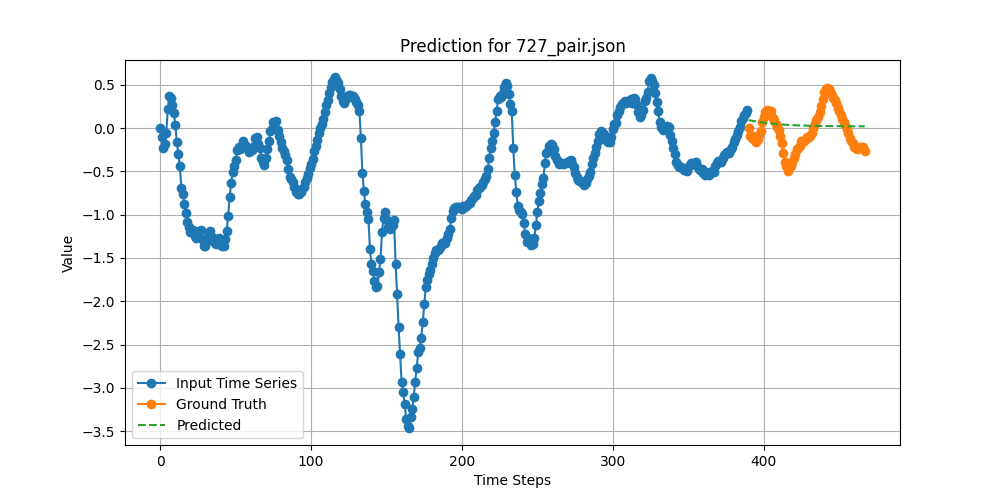 Prediction for 727_pair.json
Value
0.5
0.0
−0.5
−1.0
−1.5
−2.0
−2.5
−3.0
−3.5
Input Time Series
Ground Truth
Predicted
0 100 200 300 400
Time Steps